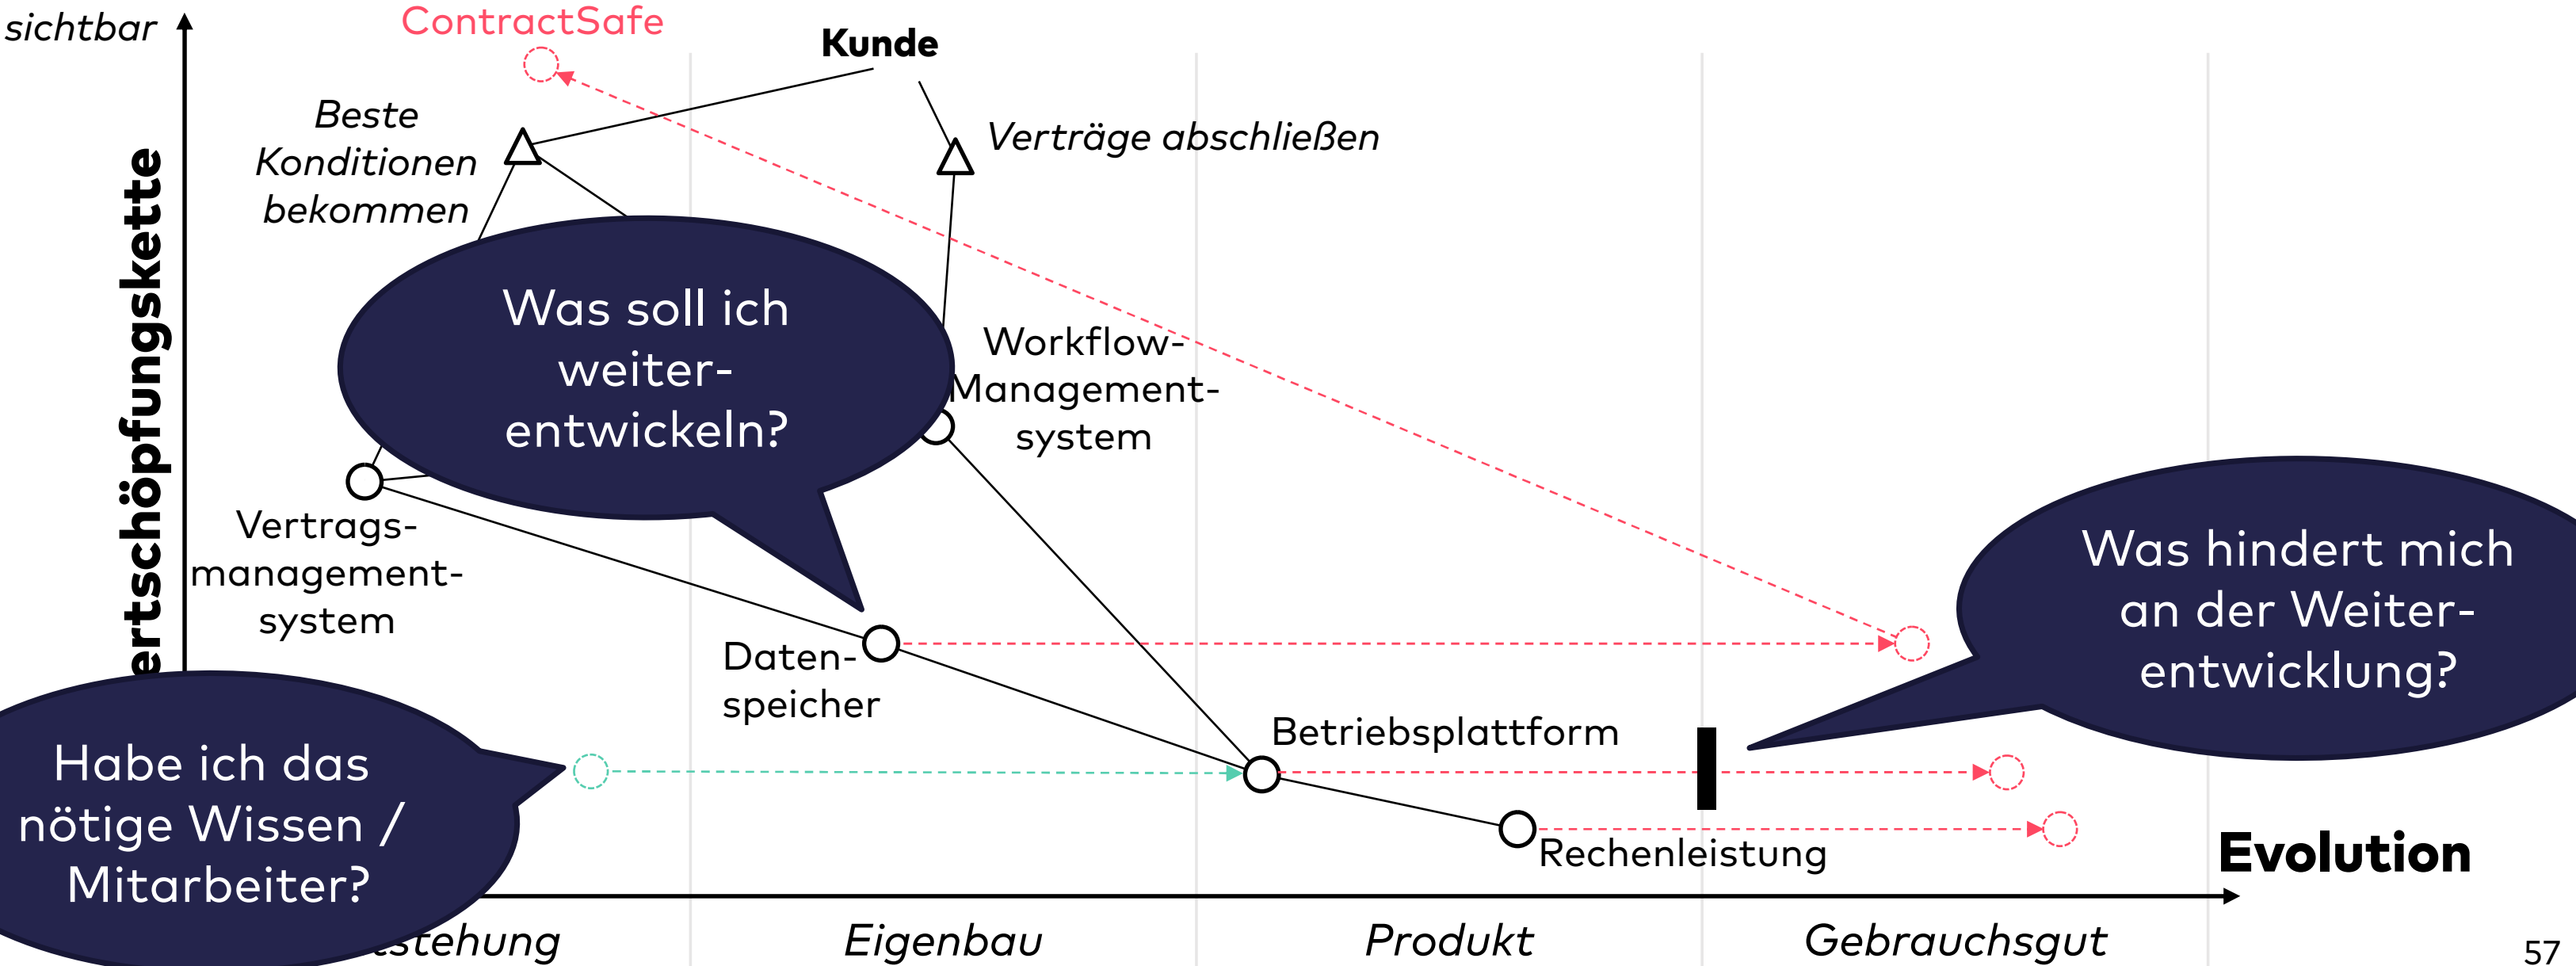 sichtbar
ContractSafe
Kunde
Beste
Konditionen
bekommen
Verträge abschließen
ertschöpfungskette
Was soll ich
weiter-
entwickeln?
Workflow-
Management-
system
Vertrags-
management-
system
Daten-
speicher
Was hindert mich
an der Weiter-
entwicklung?
Betriebsplattform
Habe ich das
nötige Wissen /
Mitarbeiter?
Rechenleistung
Evolution
stehung
Eigenbau
Produkt
Gebrauchsgut
57